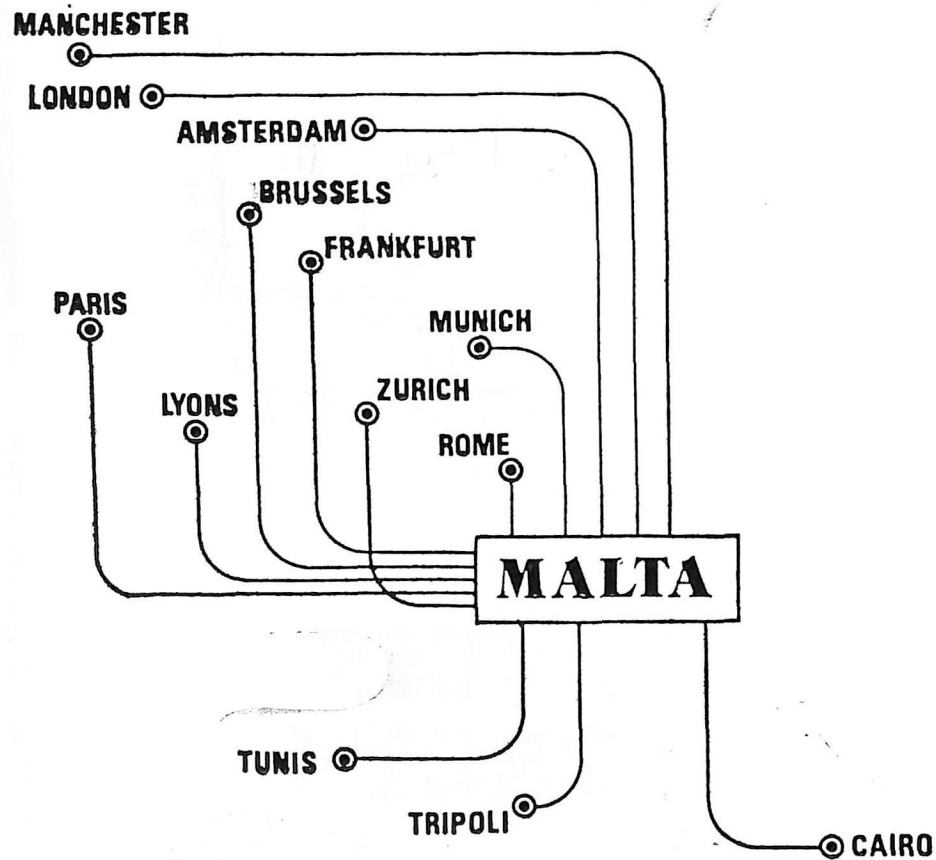 MANCHESTER
LONDON
AMSTERDAM
BRUSSELS
FRANKFURT
PARIS
MUNICH
ZURICH
LYONS
ROME
MALTA
TUNIS
TRIPOLI
CAIRO